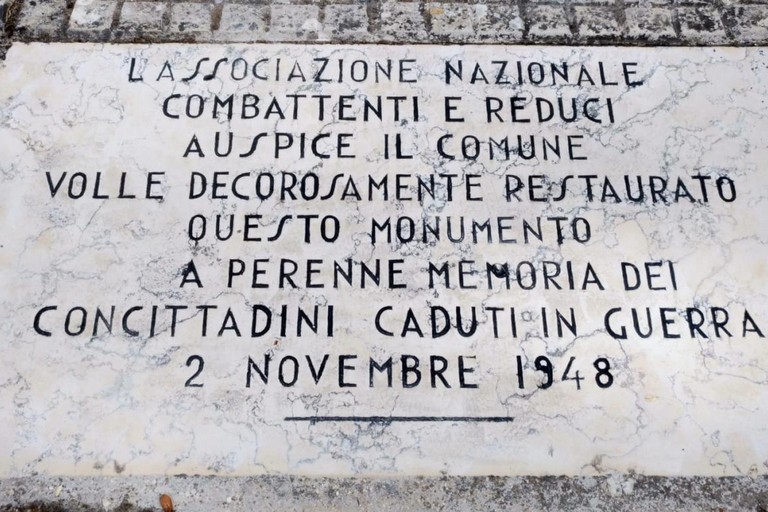 L ASSOCIAZIONE NAZIONALE
COMBATTENTI E REDUCI
AUSPICE IL COMUNE
VOLLE DECOROSAMENTE RESTAURATO
QUESTO MONUMENTO
A PERENNE MEMORIA DEI
CONCITTADINI CADUTI IN GUERRA
2 NOVEMBRE 1948